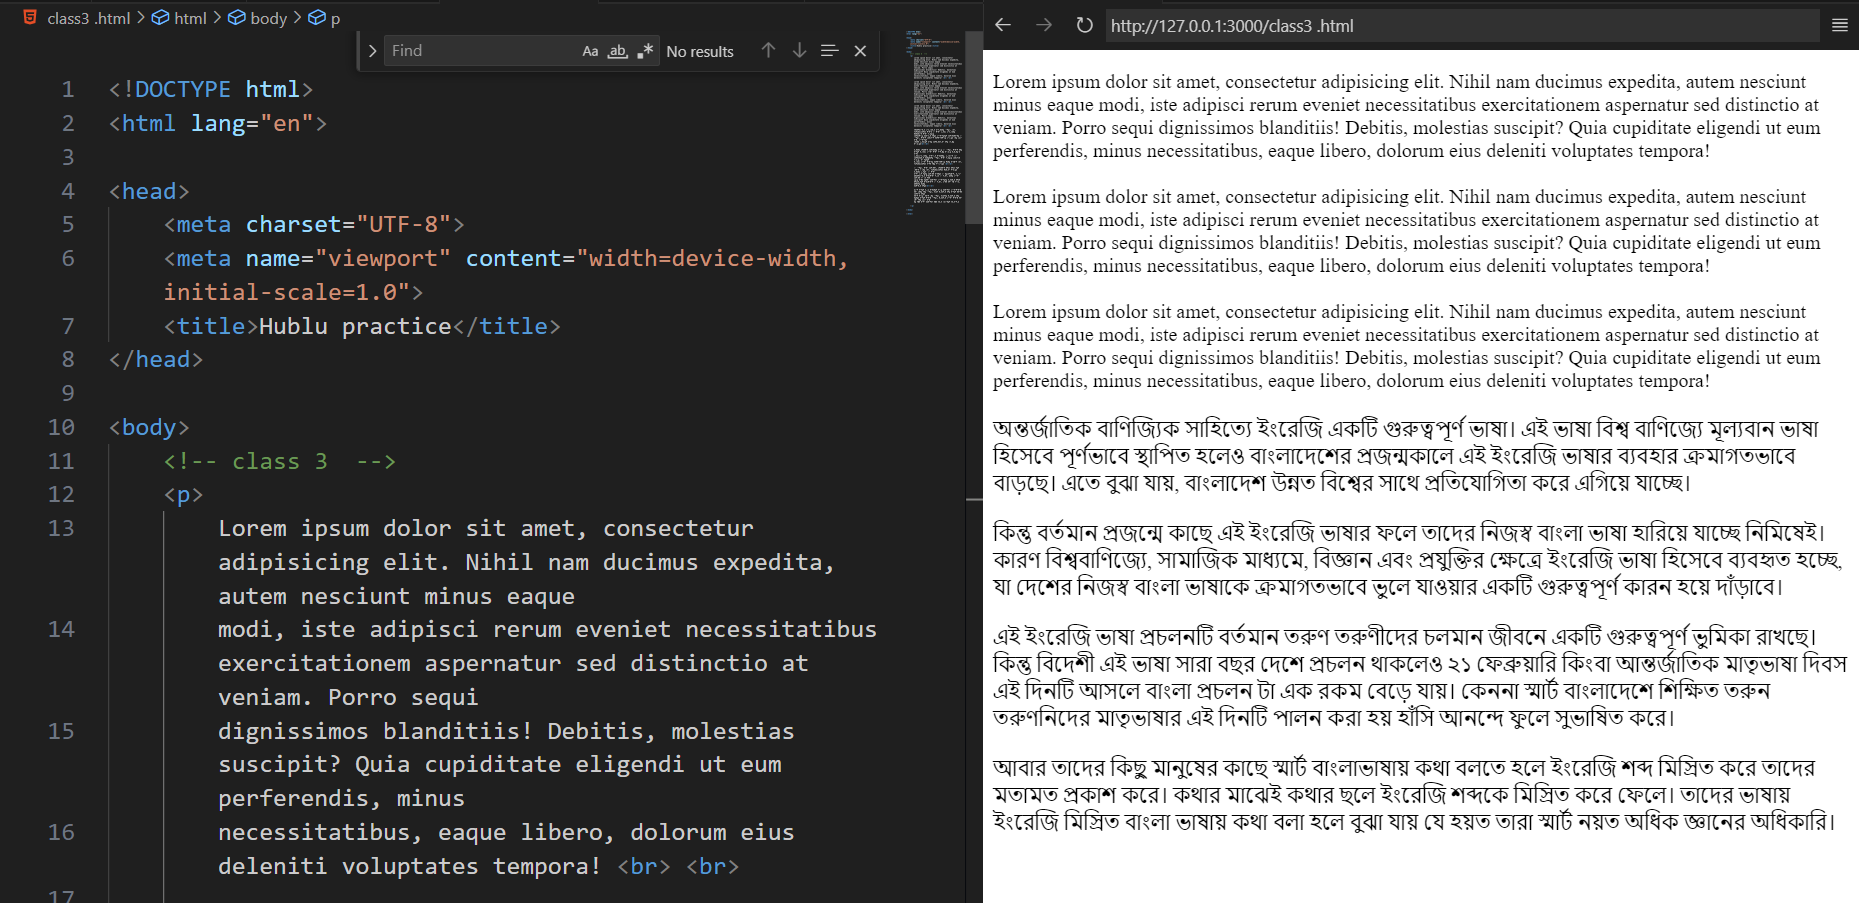 class3 .html > html > body > p
Find
Aa ab No results
1 <!DOCTYPE html>
2 <html lang="en">
3
4 <head>
5 <meta charset="UTF-8">
6 <meta name="viewport" content="width=device-width,
initial-scale=1.0">
7 <title>Hublu practice</title>
8 </head>
9
10 <body>
11 <!-- class 3  -->
12 <p>
13 Lorem ipsum dolor sit amet, consectetur
adipisicing elit. Nihil nam ducimus expedita,
autem nesciunt minus eaque
14 modi, iste adipisci rerum eveniet necessitatibus
exercitationem aspernatur sed distinctio at
veniam. Porro sequi
15 dignissimos blanditiis! Debitis, molestias
suscipit? Quia cupiditate eligendi ut eum
perferendis, minus
16 necessitatibus, eaque libero, dolorum eius
deleniti voluptates tempora! <br> <br>
17
http://127.0.0.1:3000/class3 .html
Lorem ipsum dolor sit amet, consectetur adipisicing elit. Nihil nam ducimus expedita, autem nesciunt
minus eaque modi, iste adipisci rerum eveniet necessitatibus exercitationem aspernatur sed distinctio at
veniam. Porro sequi dignissimos blanditiis! Debitis, molestias suscipit? Quia cupiditate eligendi ut eum
perferendis, minus necessitatibus, eaque libero, dolorum eius deleniti voluptates tempora!
Lorem ipsum dolor sit amet, consectetur adipisicing elit. Nihil nam ducimus expedita, autem nesciunt
minus eaque modi, iste adipisci rerum eveniet necessitatibus exercitationem aspernatur sed distinctio at
veniam. Porro sequi dignissimos blanditiis! Debitis, molestias suscipit? Quia cupiditate eligendi ut eum
perferendis, minus necessitatibus, eaque libero, dolorum eius deleniti voluptates tempora!
Lorem ipsum dolor sit amet, consectetur adipisicing elit. Nihil nam ducimus expedita, autem nesciunt
minus eaque modi, iste adipisci rerum eveniet necessitatibus exercitationem aspernatur sed distinctio at
veniam. Porro sequi dignissimos blanditiis! Debitis, molestias suscipit? Quia cupiditate eligendi ut eum
perferendis, minus necessitatibus, eaque libero, dolorum eius deleniti voluptates tempora!
অন্তর্জাতিক বাণিজ্যিক সাহিত্যে ইংরেজি একটি গুরুত্বপূর্ণ ভাষা। এই ভাষা বিশ্ব বাণিজ্যে মূল্যবান ভাষা
হিসেবে পূর্ণভাবে স্থাপিত হলেও বাংলাদেশের প্রজন্মকালে এই ইংরেজি ভাষার ব্যবহার ক্রমাগতভাবে
বাড়ছে। এতে বুঝা যায়, বাংলাদেশ উন্নত বিশ্বের সাথে প্রতিযোগিতা করে এগিয়ে যাচ্ছে।
কিন্তু বর্তমান প্রজন্মে কাছে এই ইংরেজি ভাষার ফলে তাদের নিজস্ব বাংলা ভাষা হারিয়ে যাচ্ছে নিমিষেই।
কারণ বিশ্ববাণিজ্যে, সামাজিক মাধ্যমে, বিজ্ঞান এবং প্রযুক্তির ক্ষেত্রে ইংরেজি ভাষা হিসেবে ব্যবহৃত হচ্ছে,
যা দেশের নিজস্ব বাংলা ভাষাকে ক্রমাগতভাবে ভুলে যাওয়ার একটি গুরুত্বপূর্ণ কারন হয়ে দাঁড়াবে।
এই ইংরেজি ভাষা প্রচলনটি বর্তমান তরুণ তরুণীদের চলমান জীবনে একটি গুরুত্বপূর্ণ ভুমিকা রাখছে।
কিন্তু বিদেশী এই ভাষা সারা বছর দেশে প্রচলন থাকলেও ২১ ফেব্রুয়ারি কিংবা আন্তর্জাতিক মাতৃভাষা দিবস
এই দিনটি আসলে বাংলা প্রচলন টা এক রকম বেড়ে যায়। কেননা স্মার্ট বাংলাদেশে শিক্ষিত তরুন
তরুণনিদের মাতৃভাষার এই দিনটি পালন করা হয় হাঁসি আনন্দে ফুলে সুভাষিত করে।
আবার তাদের কিছু মানুষের কাছে স্মার্ট বাংলাভাষায় কথা বলতে হলে ইংরেজি শব্দ মিস্রিত করে তাদের
মতামত প্রকাশ করে। কথার মাঝেই কথার ছলে ইংরেজি শব্দকে মিস্রিত করে ফেলে। তাদের ভাষায়
ইংরেজি মিস্রিত বাংলা ভাষায় কথা বলা হলে বুঝা যায় যে হয়ত তারা স্মার্ট নয়ত অধিক জ্ঞানের অধিকারি।